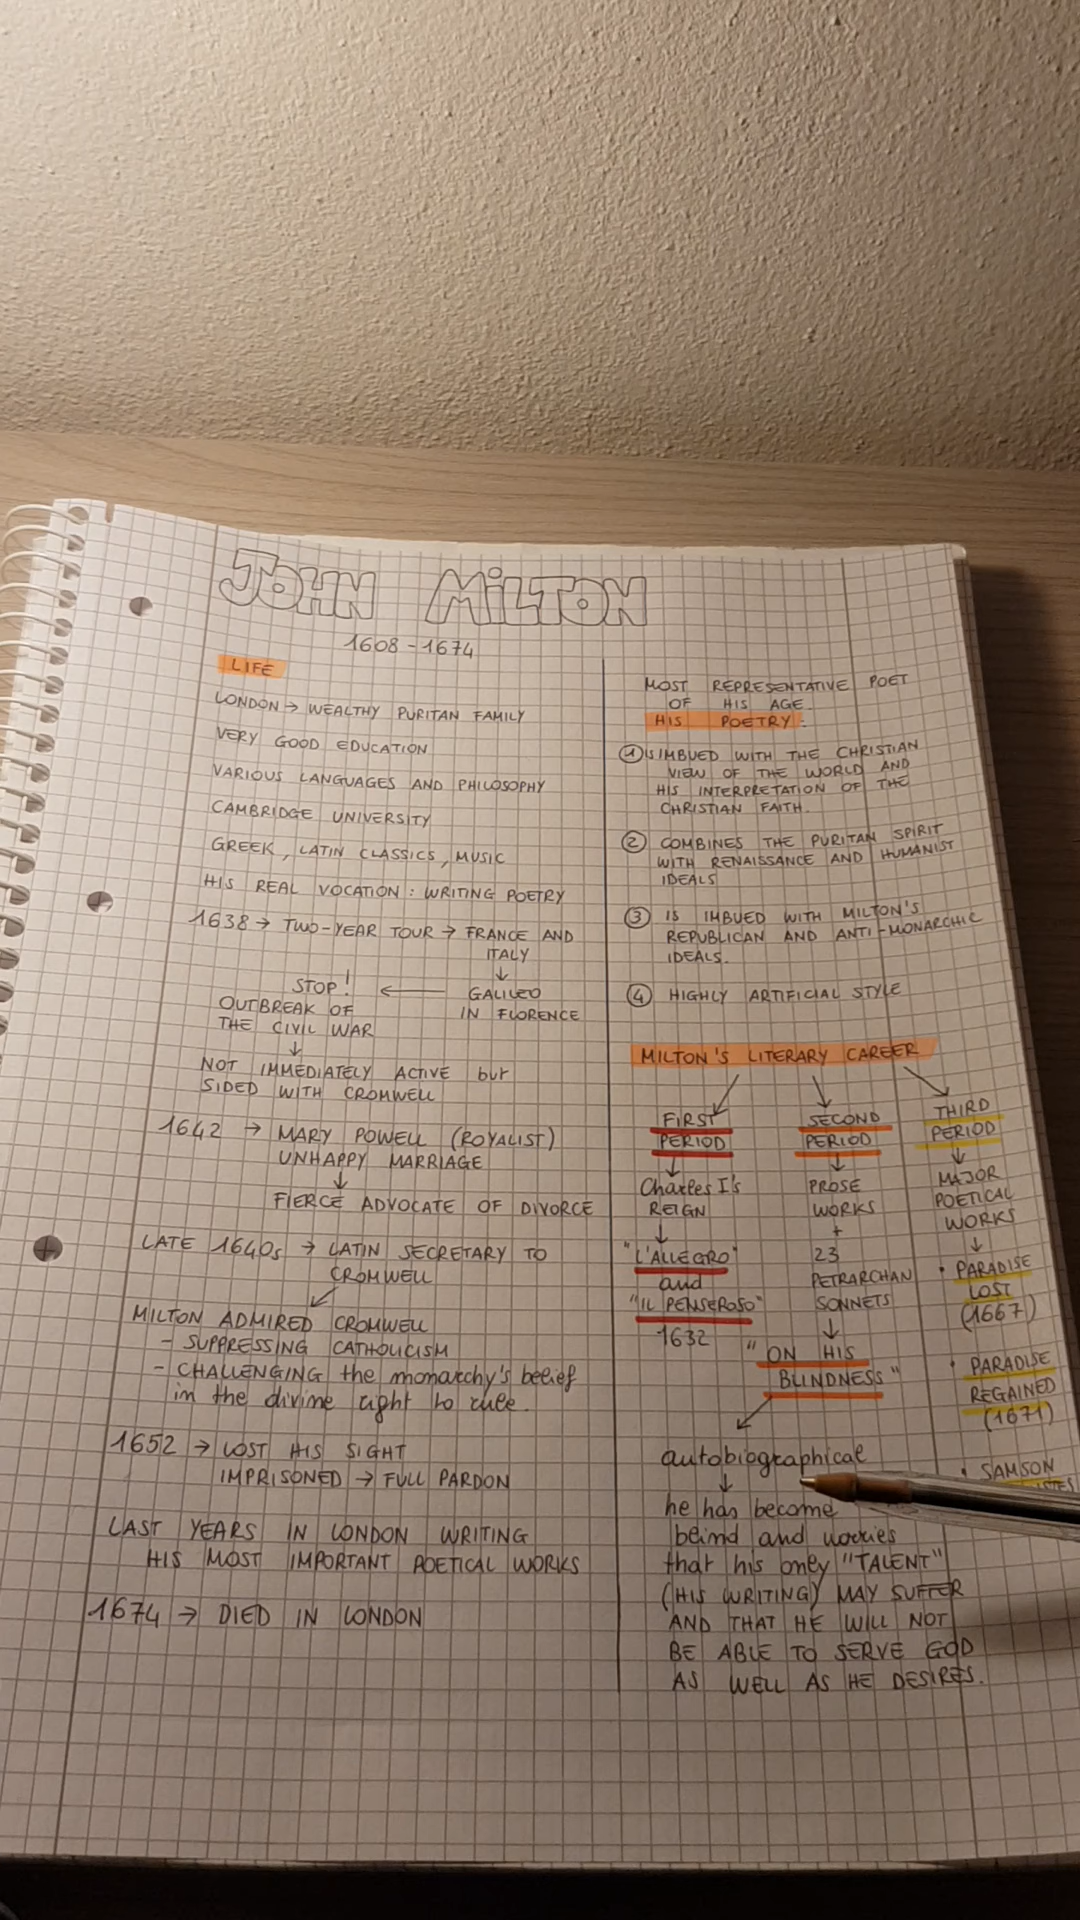 JOHN MILTON
1608-1674
LIFE
LONDON → WEALTHY PURITAN FAMILY
VERY GOOD EDUCATION
VARIOUS LANGUAGES AND PHILOSOPHY
CAMBRIDGE UNIVERSITY
GREEK, LATIN CLASSICS, MUSIC
HIS REAL VOCATION: WRITING POETRY
1638 → TWO-YEAR TOUR → FRANCE AND
ITALY
↓
GALILEO
IN FLORENCE
←
STOP!
OUTBREAK OF
THE CIVIL WAR
↓
NOT IMMEDIATELY ACTIVE but
SIDED WITH CROMWELL
1642 → MARY POWELL (ROYALIST)
UNHAPPY MARRIAGE
↓
FIERCE ADVOCATE OF DIVORCE
LATE 1640s → LATIN SECRETARY TO
CROMWELL
MILTON ADMIRED CROMWELL
- SUPPRESSING CATHOLICISM
- CHALLENGING the monarchy's belief
in the divine right to rule.
1652 → LOST HIS SIGHT
IMPRISONED → FULL PARDON
LAST YEARS IN LONDON WRITING
HIS MOST IMPORTANT POETICAL WORKS
1674 → DIED IN LONDON
MOST REPRESENTATIVE POET
OF HIS AGE.
HIS POETRY:
① IS IMBUED WITH THE CHRISTIAN
VIEW OF THE WORLD AND
HIS INTERPRETATION OF THE
CHRISTIAN FAITH.
② COMBINES THE PURITAN SPIRIT
WITH RENAISSANCE AND HUMANIST
IDEALS
③ IS IMBUED WITH MILTON'S
REPUBLICAN AND ANTI-MONARCHIC
IDEALS.
④ HIGHLY ARTIFICIAL STYLE
MILTON'S LITERARY CAREER
FIRST
PERIOD
↓
Charles I's
REIGN
↓
"L'ALLEGRO"
and
"IL PENSEROSO"
1632
SECOND
PERIOD
↓
PROSE
WORKS
+
23
PETRARCHAN
SONNETS
↓
"ON HIS
BLINDNESS"
autobiographical
↓
he has become
blind and worries
that his only "TALENT"
(HIS WRITING) MAY SUFFER
AND THAT HE WILL NOT
BE ABLE TO SERVE GOD
AS WELL AS HE DESIRES.
THIRD
PERIOD
↓
MAJOR
POETICAL
WORKS
↓
• PARADISE
LOST
(1667)
• PARADISE
REGAINED
(1671)
• SAMSON